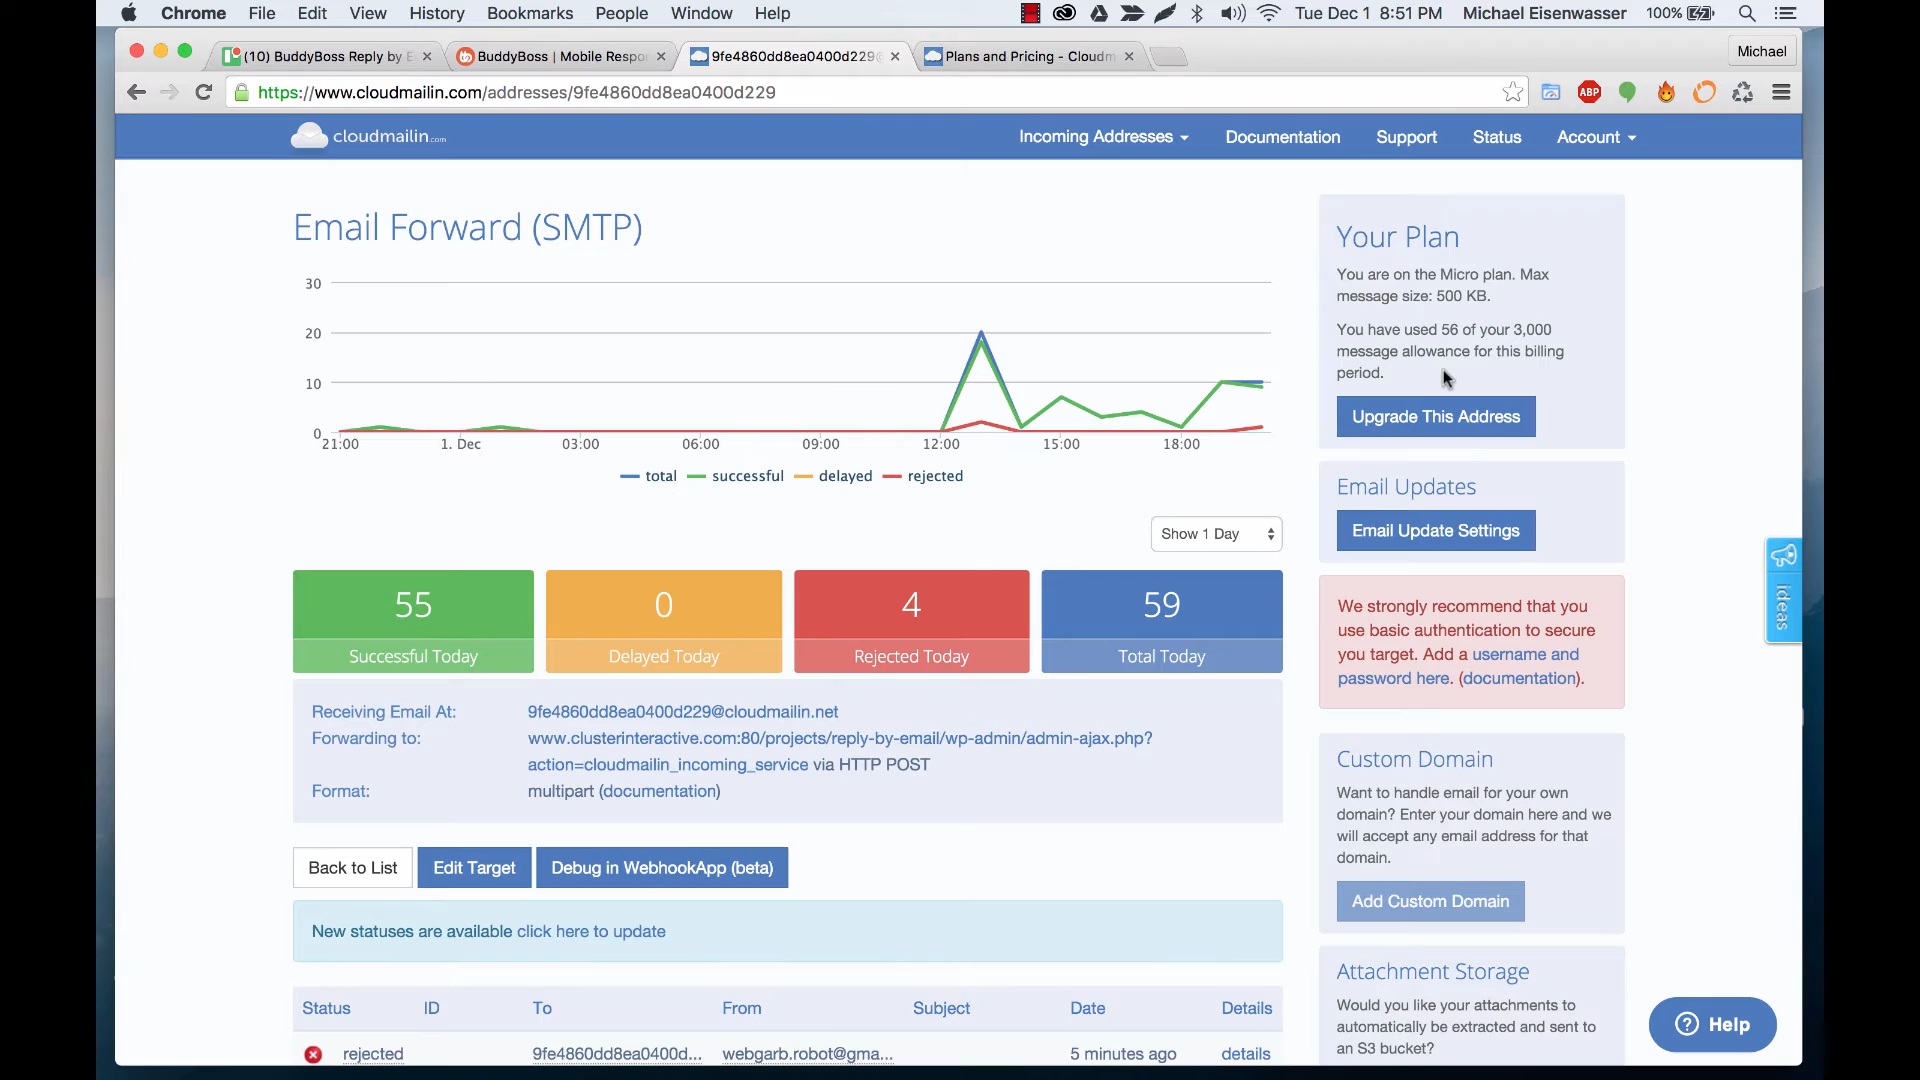 Chrome File Edit View History Bookmarks People Window Help Tue Dec 1 8:51 PM Michael Eisenwasser 100%
(10) BuddyBoss Reply by E BuddyBoss | Mobile Respo 9fe4860dd8ea0400d229@ Plans and Pricing - Cloudm Michael
https://www.cloudmailin.com/addresses/9fe4860dd8ea0400d229 ABP
cloudmailin.com Incoming Addresses Documentation Support Status Account
Email Forward (SMTP)
30
20
10
0
21:00 1. Dec 03:00 06:00 09:00 12:00 15:00 18:00
total successful delayed rejected
Show 1 Day
55 0 4 59
Successful Today Delayed Today Rejected Today Total Today
Receiving Email At: 9fe4860dd8ea0400d229@cloudmailin.net
Forwarding to: www.clusterinteractive.com:80/projects/reply-by-email/wp-admin/admin-ajax.php?
action=cloudmailin_incoming_service via HTTP POST
Format: multipart (documentation)
Back to List Edit Target Debug in WebhookApp (beta)
New statuses are available click here to update
Status ID To From Subject Date Details
rejected 9fe4860dd8ea0400d... webgarb.robot@gma... 5 minutes ago details
Your Plan
You are on the Micro plan. Max
message size: 500 KB.
You have used 56 of your 3,000
message allowance for this billing
period.
Upgrade This Address
Email Updates
Email Update Settings
We strongly recommend that you
use basic authentication to secure
you target. Add a username and
password here. (documentation).
Custom Domain
Want to handle email for your own
domain? Enter your domain here and we
will accept any email address for that
domain.
Add Custom Domain
Attachment Storage
Would you like your attachments to
automatically be extracted and sent to
an S3 bucket?
ideas
Help